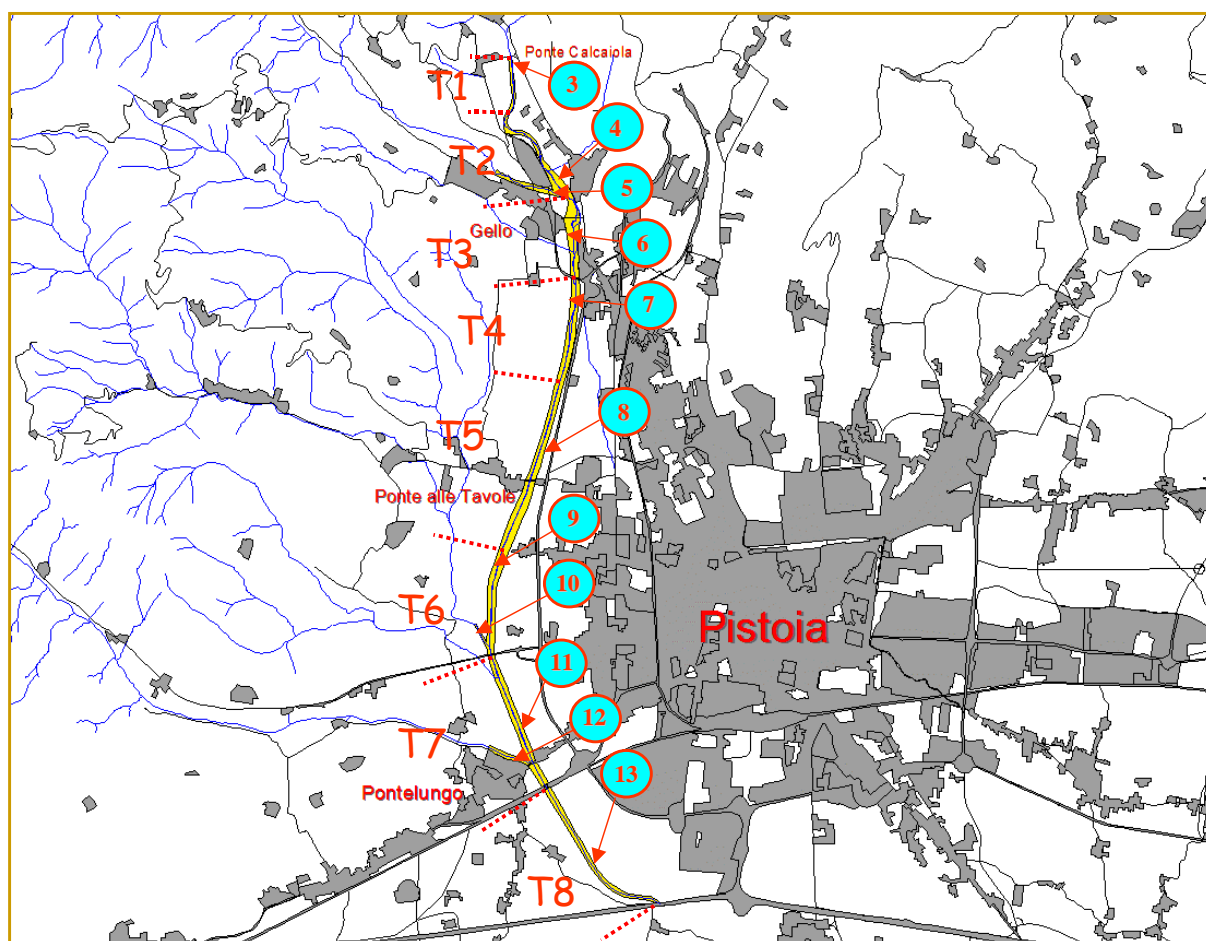 Ponte Calcaiola
T1
3
4
T2
5
Gello
6
T3
7
T4
8
T5
Ponte alle Tavole
9
10
T6
Pistoia
11
12
T7
13
Pontelungo
T8